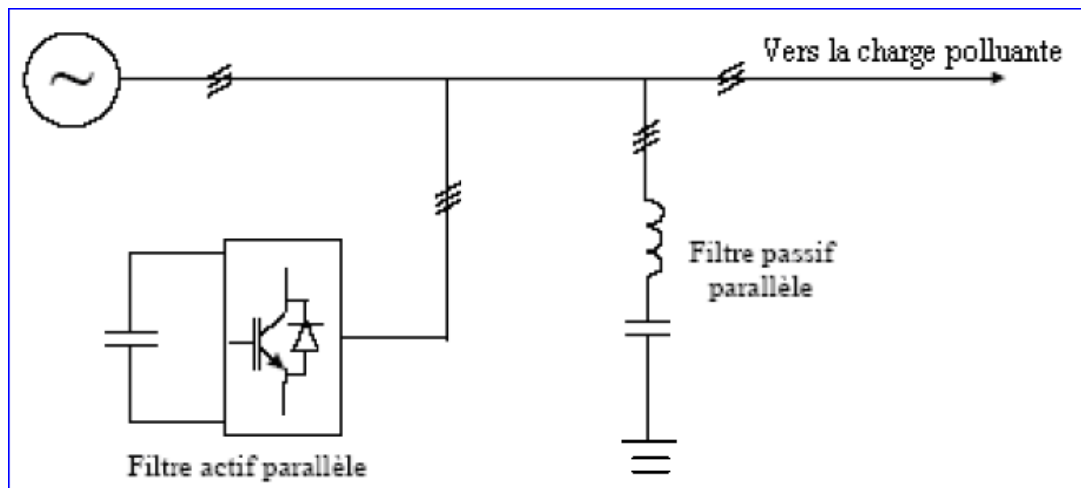 Vers la charge polluante
Filtre passif
parallèle
Filtre actif parallèle